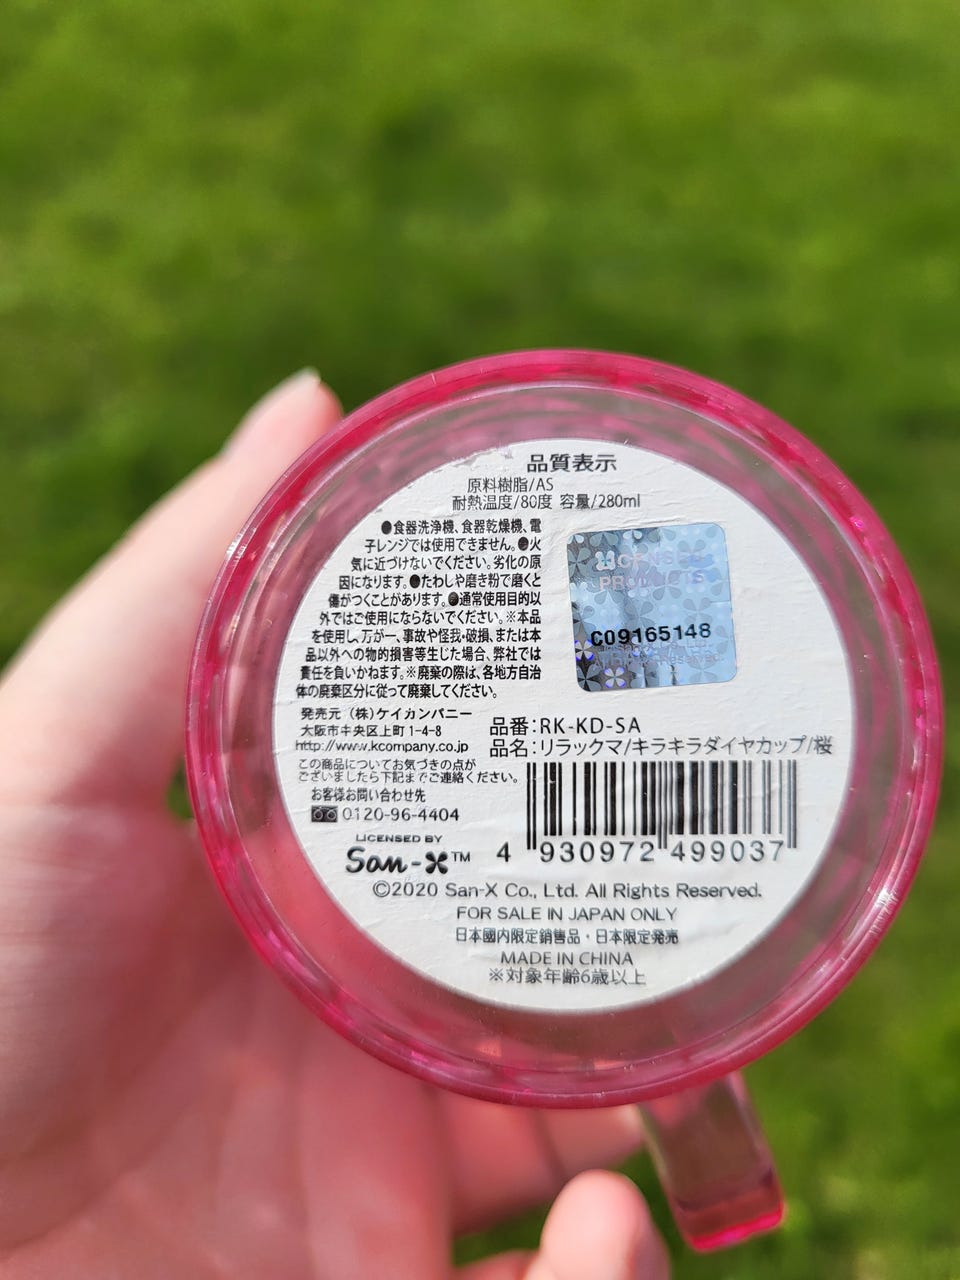 品質表示
原料樹脂/AS
耐熱温度/80度 容量/280ml
●食器洗浄機、食器乾燥機、電
子レンジでは使用できません。●火
気に近づけないでください。劣化の原
因になります。●たわしや磨き粉で磨くと
傷がつくことがあります。●通常使用目的以
外ではご使用にならないでください。※本品
を使用し、万が一、事故や怪我・破損、または本
品以外への物的損害等生じた場合、弊社では
責任を負いかねます。※廃棄の際は、各地方自治
体の廃棄区分に従って廃棄してください。
PRODUCTS
C09165148
発売元 (株)ケイカンパニー
大阪市中央区上町1-4-8
http://www.kcompany.co.jp
この商品についてお気づきの点が
ございましたら下記までご連絡ください。
お客様お問い合わせ先
0120-96-4404
品番:RK-KD-SA
品名:リラックマ/キラキラダイヤカップ/桜
4 930972 499037
LICENSED BY
San-X™
©2020 San-X Co., Ltd. All Rights Reserved.
FOR SALE IN JAPAN ONLY
日本國内限定銷售品・日本限定発売
MADE IN CHINA
※対象年齢6歳以上